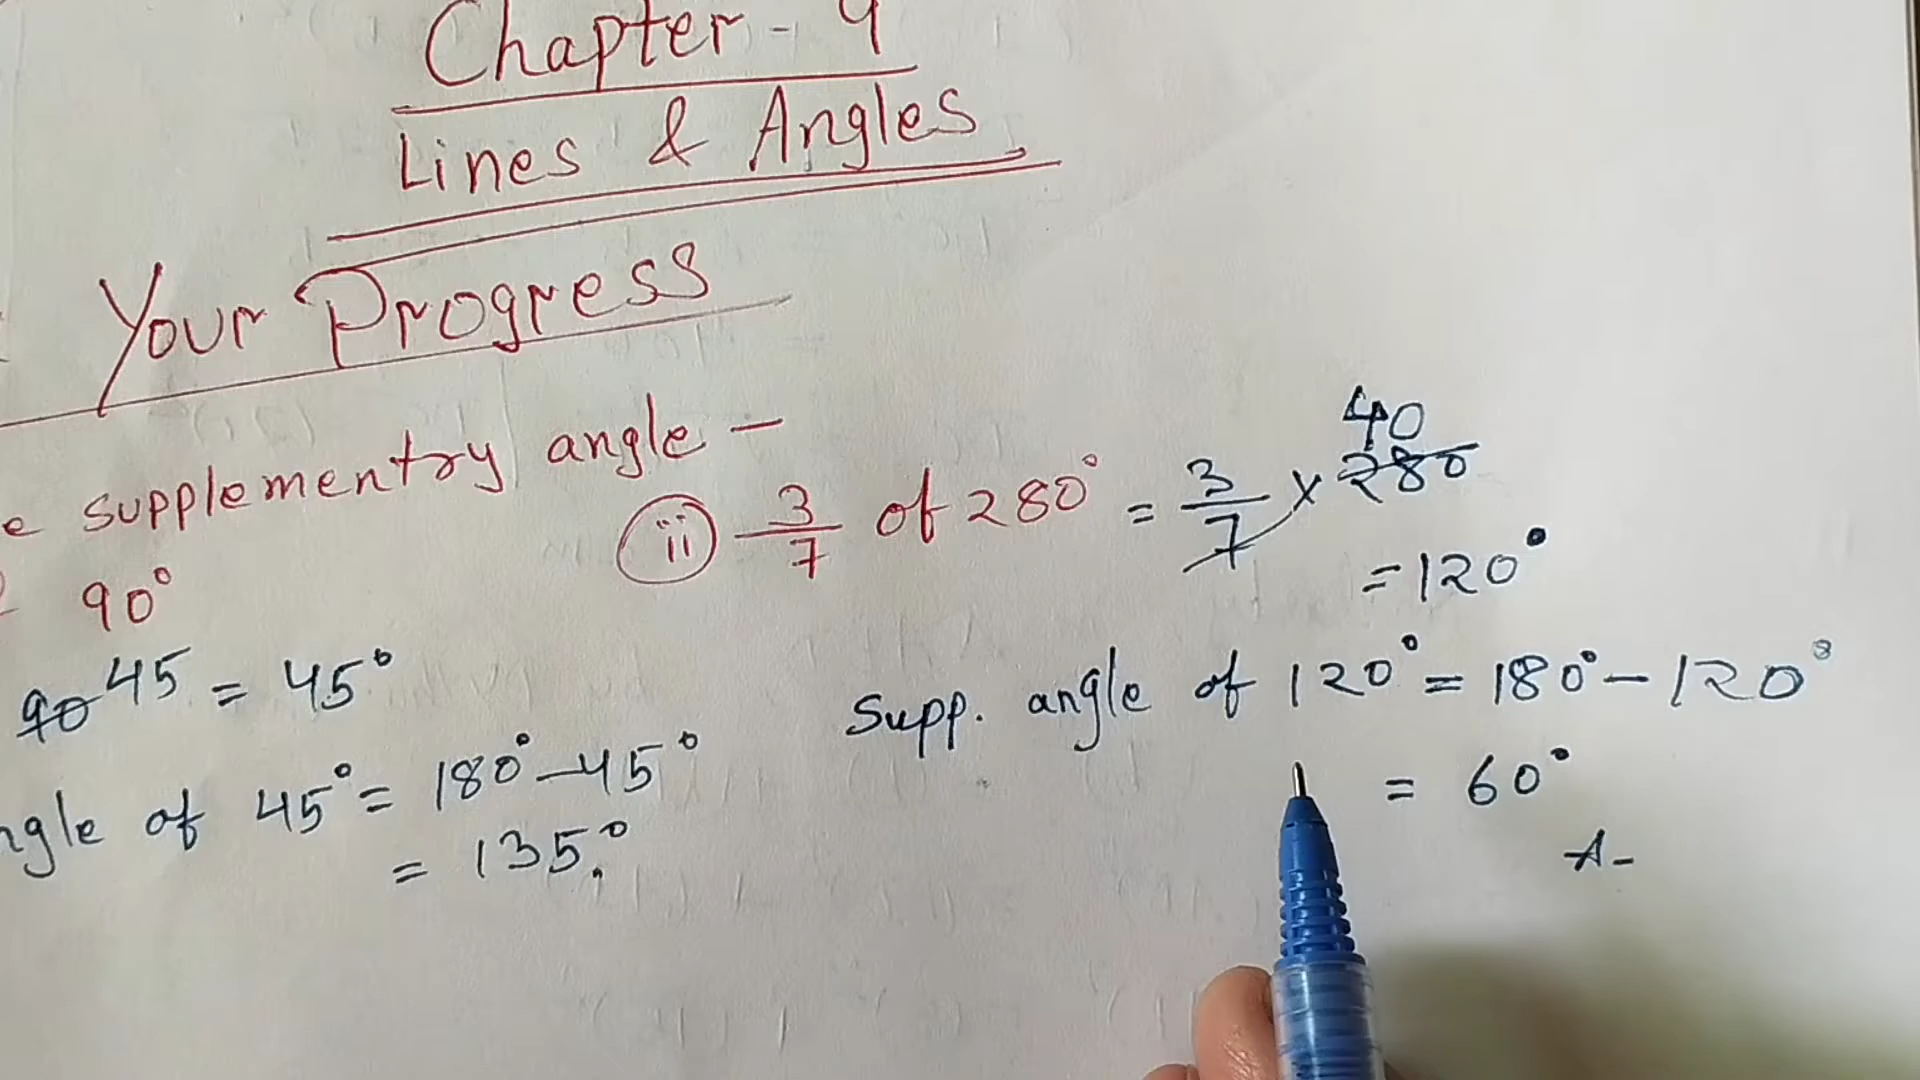 Chapter - 9
Lines & Angles
Your Progress
supplementry angle -
(ii) 3/7 of 280° = 3/7 x 280 40
= 120°
90°
90 45 = 45°
Supp. angle of 120° = 180° - 120°
= 60°
of 45° = 180° - 45°
= 135°